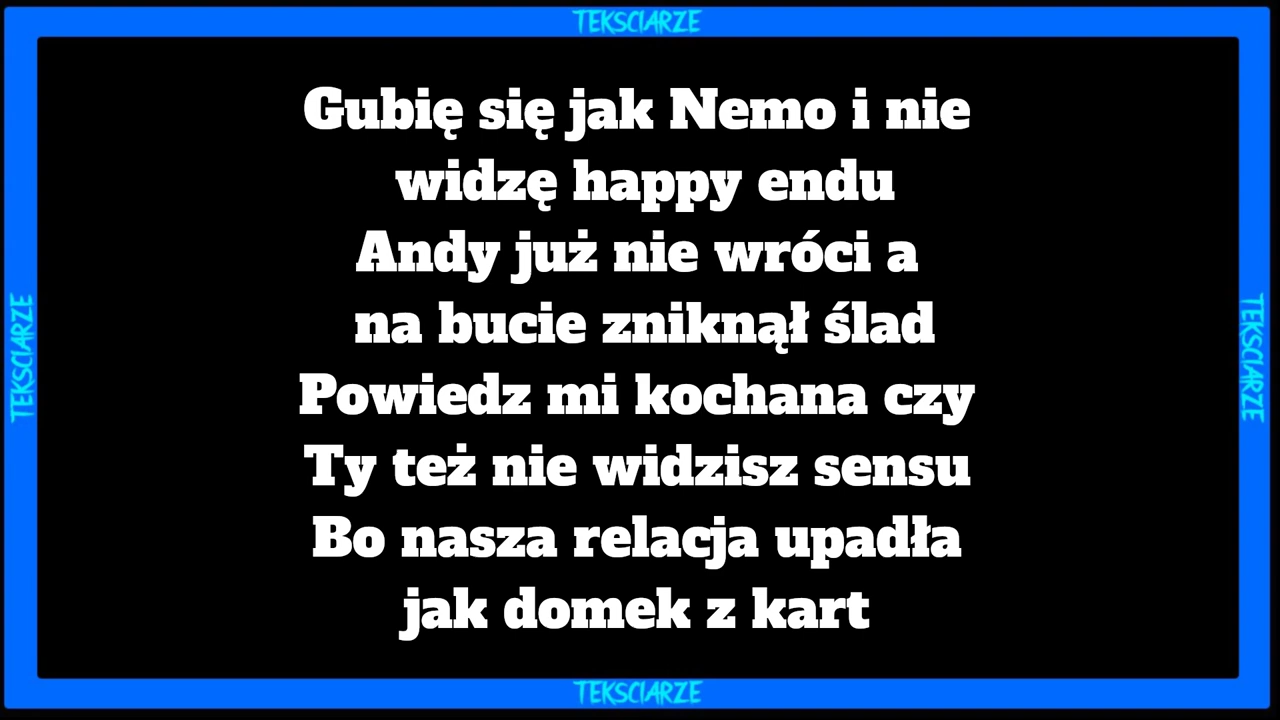 TEKSCIARZE
Gubię się jak Nemo i nie
widzę happy endu
Andy już nie wróci a
na bucie zniknął ślad
Powiedz mi kochana czy
Ty też nie widzisz sensu
Bo nasza relacja upadła
jak domek z kart
TEKSCIARZE
TEKSCIARZE
TEKSCIARZE